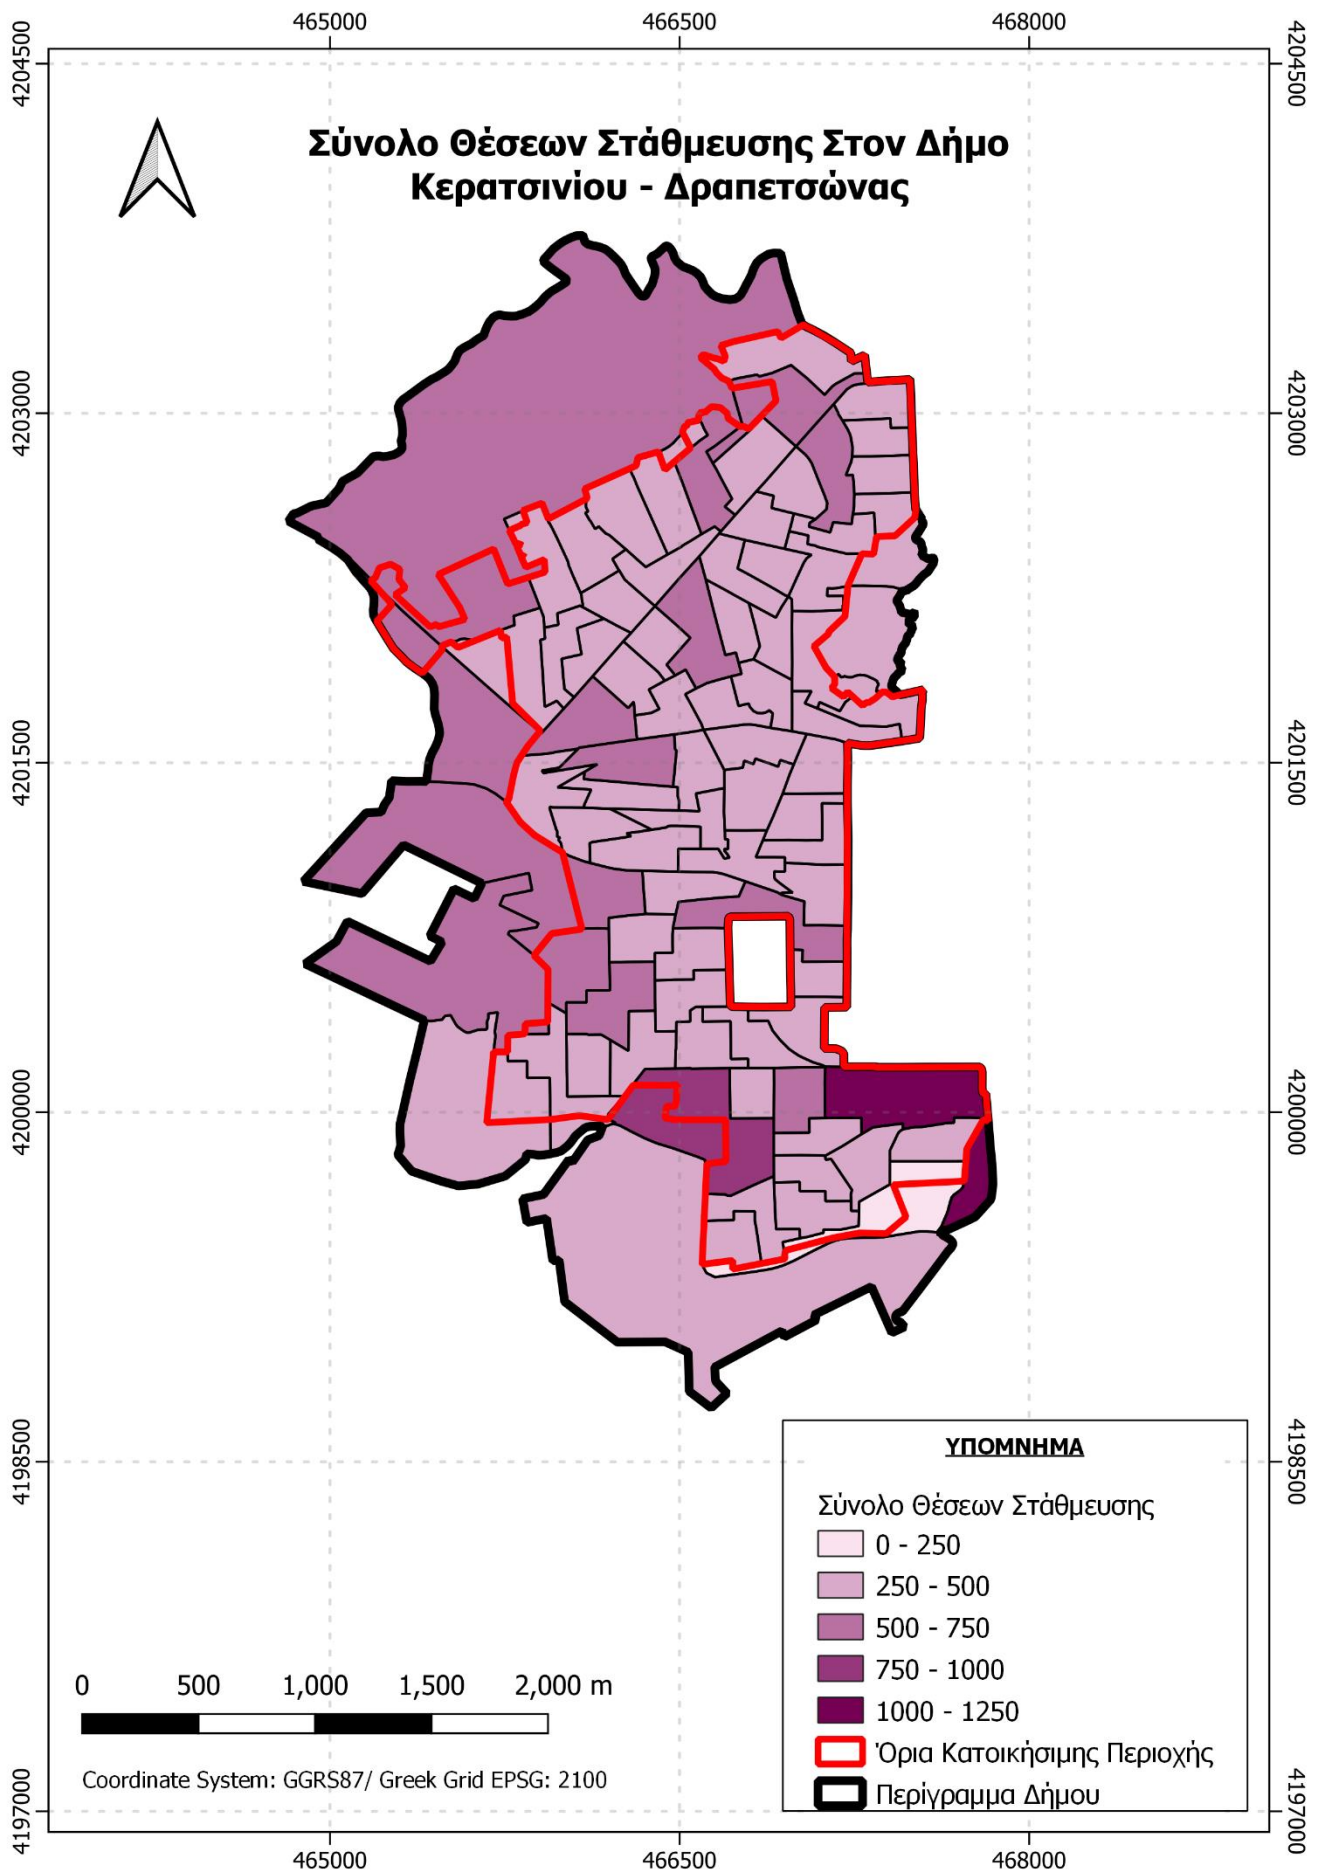 465000 466500 468000
4204500 4204500
Σύνολο Θέσεων Στάθμευσης Στον Δήμο
Κερατσινίου - Δραπετσώνας
4203000 4203000
4201500 4201500
4200000 4200000
4198500 4198500
ΥΠΟΜΝΗΜΑ
Σύνολο Θέσεων Στάθμευσης
0 - 250
250 - 500
500 - 750
750 - 1000
1000 - 1250
Όρια Κατοικήσιμης Περιοχής
Περίγραμμα Δήμου
0 500 1,000 1,500 2,000 m
Coordinate System: GGRS87/ Greek Grid EPSG: 2100
4197000 4197000
465000 466500 468000